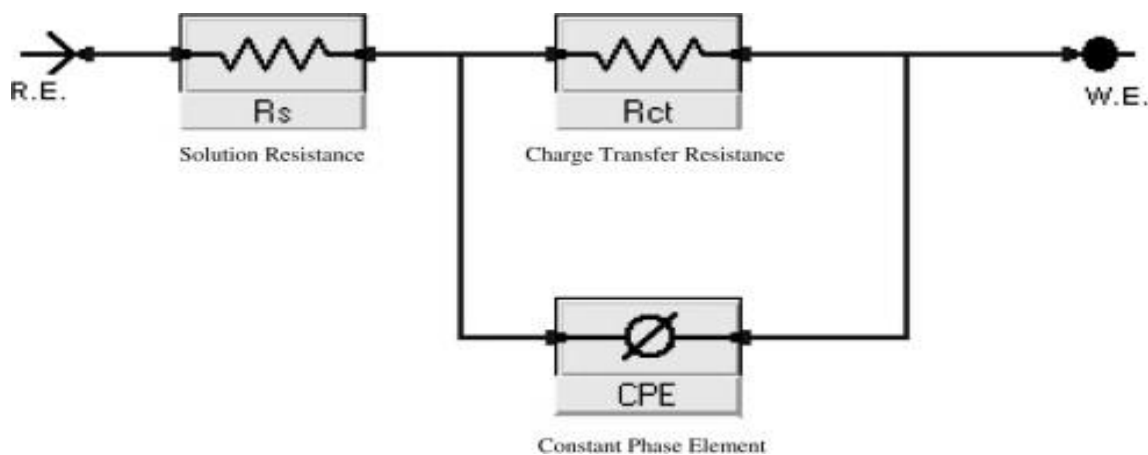 R.E.
Rs
Solution Resistance
Rct
Charge Transfer Resistance
W.E.
CPE
Constant Phase Element